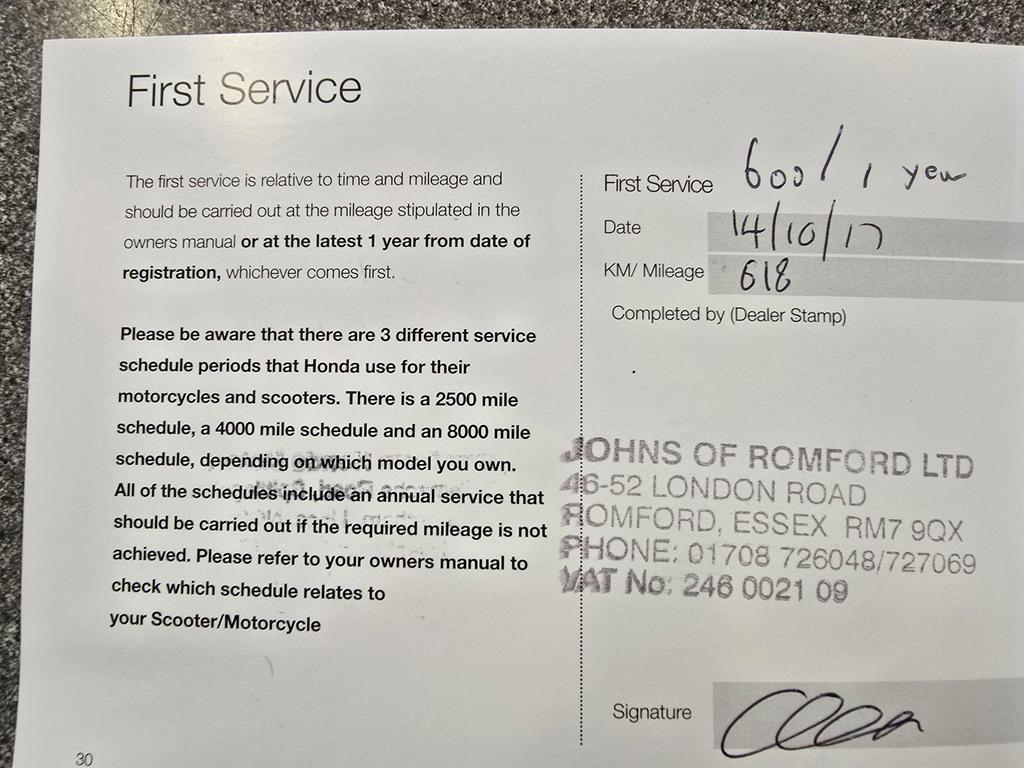 First Service
The first service is relative to time and mileage and
should be carried out at the mileage stipulated in the
owners manual or at the latest 1 year from date of
registration, whichever comes first.
Please be aware that there are 3 different service
schedule periods that Honda use for their
motorcycles and scooters. There is a 2500 mile
schedule, a 4000 mile schedule and an 8000 mile
schedule, depending on which model you own.
All of the schedules include an annual service that
should be carried out if the required mileage is not
achieved. Please refer to your owners manual to
check which schedule relates to
your Scooter/Motorcycle
30
First Service 600/ 1 year
Date 14/10/17
KM/ Mileage 618
Completed by (Dealer Stamp)
JOHNS OF ROMFORD LTD
46-52 LONDON ROAD
ROMFORD, ESSEX RM7 9QX
PHONE: 01708 726048/727069
VAT No: 246 0021 09
Signature